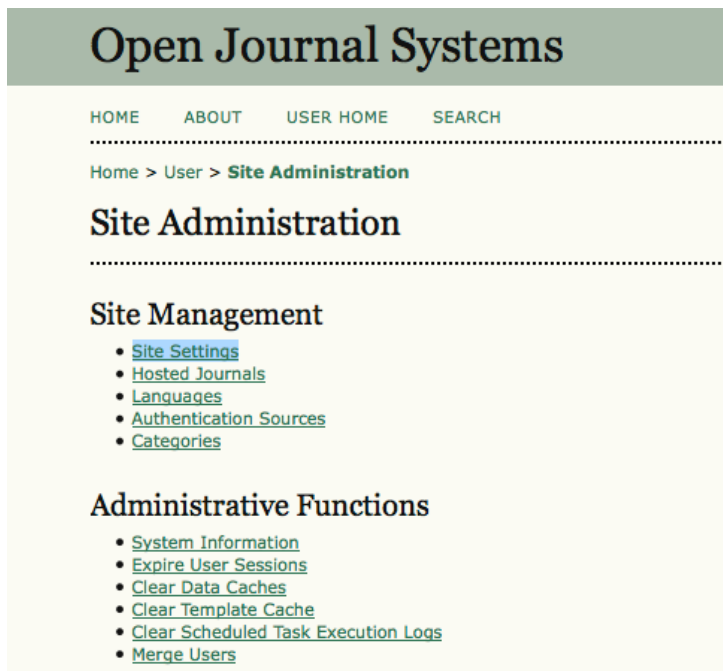 Open Journal Systems
HOME ABOUT USER HOME SEARCH
Home > User > Site Administration
Site Administration
Site Management
• Site Settings
• Hosted Journals
• Languages
• Authentication Sources
• Categories
Administrative Functions
• System Information
• Expire User Sessions
• Clear Data Caches
• Clear Template Cache
• Clear Scheduled Task Execution Logs
• Merge Users